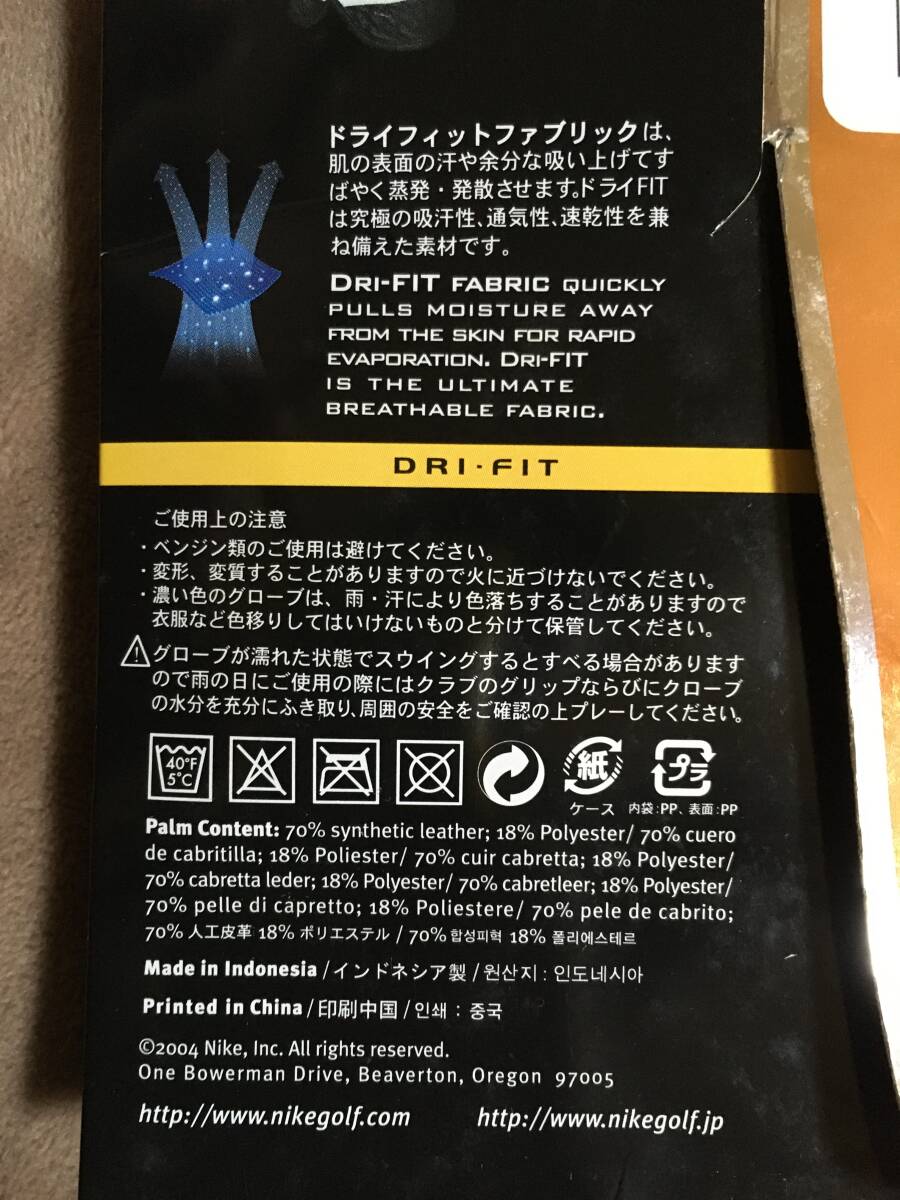 ドライフィットファブリックは、
肌の表面の汗や余分な吸い上げてす
ばやく蒸発・発散させます。ドライFIT
は究極の吸汗性、通気性、速乾性を兼
ね備えた素材です。
DRI-FIT FABRIC QUICKLY
PULLS MOISTURE AWAY
FROM THE SKIN FOR RAPID
EVAPORATION. DRI-FIT
IS THE ULTIMATE
BREATHABLE FABRIC.
DRI·FIT
ご使用上の注意
・ベンジン類のご使用は避けてください。
・変形、変質することがありますので火に近づけないでください。
・濃い色のグローブは、雨・汗により色落ちすることがありますので
衣服など色移りしてはいけないものと分けて保管してください。
⚠グローブが濡れた状態でスウイングするとすべる場合があります
ので雨の日にご使用の際にはクラブのグリップならびにクローブ
の水分を充分にふき取り、周囲の安全をご確認の上プレーしてください。
40°F
5°C
紙
プラ
ケース 内袋:PP、表面:PP
Palm Content: 70% synthetic leather; 18% Polyester/ 70% cuero
de cabritilla; 18% Poliester/ 70% cuir cabretta; 18% Polyester/
70% cabretta leder; 18% Polyester/ 70% cabretleer; 18% Polyester/
70% pelle di capretto; 18% Poliestere/ 70% pele de cabrito;
70% 人工皮革 18% ポリエステル / 70% 합성피혁 18% 폴리에스테르
Made in Indonesia/インドネシア製/원산지: 인도네시아
Printed in China/印刷中国/인쇄: 중국
©2004 Nike, Inc. All rights reserved.
One Bowerman Drive, Beaverton, Oregon 97005
http://www.nikegolf.com http://www.nikegolf.jp